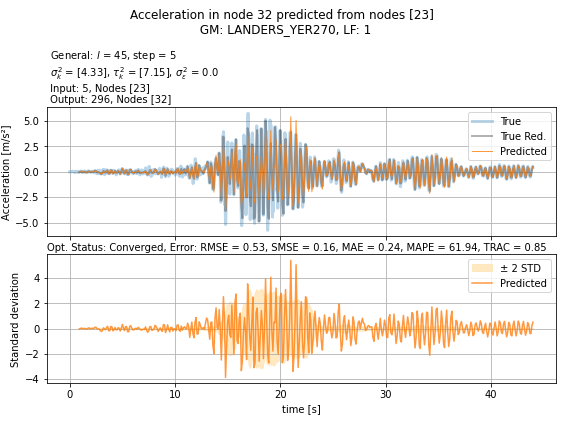 Acceleration in node 32 predicted from nodes [23]
GM: LANDERS_YER270, LF: 1
General: l = 45, step = 5
σ²ₖ = [4.33], τ²ₖ = [7.15], σ²_ε = 0.0
Input: 5, Nodes [23]
Output: 296, Nodes [32]
Acceleration [m/s²]
5.0
2.5
0.0
−2.5
−5.0
True
True Red.
Predicted
Opt. Status: Converged, Error: RMSE = 0.53, SMSE = 0.16, MAE = 0.24, MAPE = 61.94, TRAC = 0.85
Standard deviation
4
2
0
−2
−4
± 2 STD
Predicted
0
10
20
30
40
time [s]